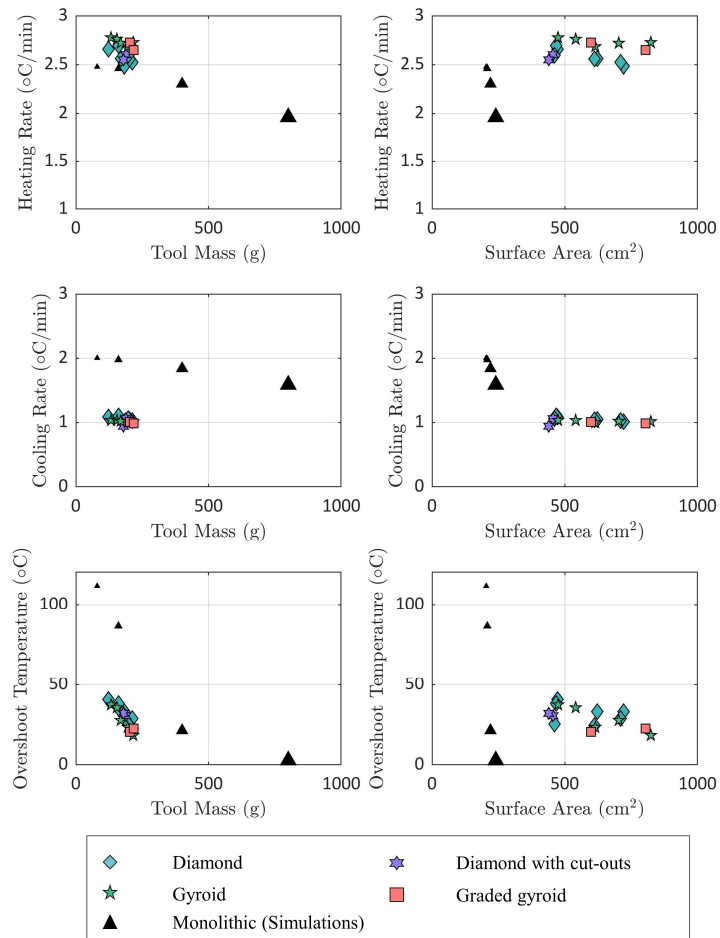 3
2.5
2
1.5
1
Heating Rate (∘C/min)
0
500
1000
Tool Mass (g)
3
2.5
2
1.5
1
Heating Rate (∘C/min)
0
500
1000
Surface Area (cm²)
3
2
1
0
Cooling Rate (∘C/min)
0
500
1000
Tool Mass (g)
3
2
1
0
Cooling Rate (∘C/min)
0
500
1000
Surface Area (cm²)
100
50
0
Overshoot Temperature (∘C)
0
500
1000
Tool Mass (g)
100
50
0
Overshoot Temperature (∘C)
0
500
1000
Surface Area (cm²)
Diamond
Diamond with cut-outs
Gyroid
Graded gyroid
Monolithic (Simulations)